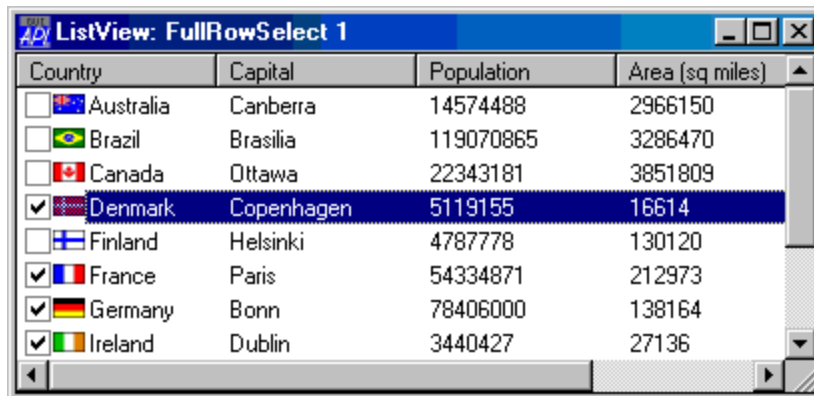 ListView: FullRowSelect 1
Country Capital Population Area (sq miles)
Australia Canberra 14574488 2966150
Brazil Brasilia 119070865 3286470
Canada Ottawa 22343181 3851809
Denmark Copenhagen 5119155 16614
Finland Helsinki 4787778 130120
France Paris 54334871 212973
Germany Bonn 78406000 138164
Ireland Dublin 3440427 27136